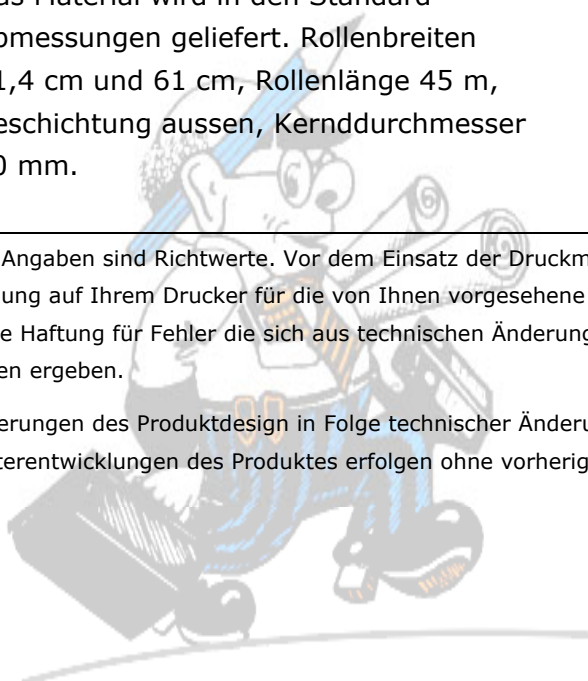 as Material wird in den Standard
bmessungen geliefert. Rollenbreiten
1,4 cm und 61 cm, Rollenlänge 45 m,
eschichtung aussen, Kernddurchmesser
0 mm.
Angaben sind Richtwerte. Vor dem Einsatz der Druckm
ung auf Ihrem Drucker für die von Ihnen vorgesehene
e Haftung für Fehler die sich aus technischen Änderung
en ergeben.
erungen des Produktdesign in Folge technischer Änderu
terentwicklungen des Produktes erfolgen ohne vorherig